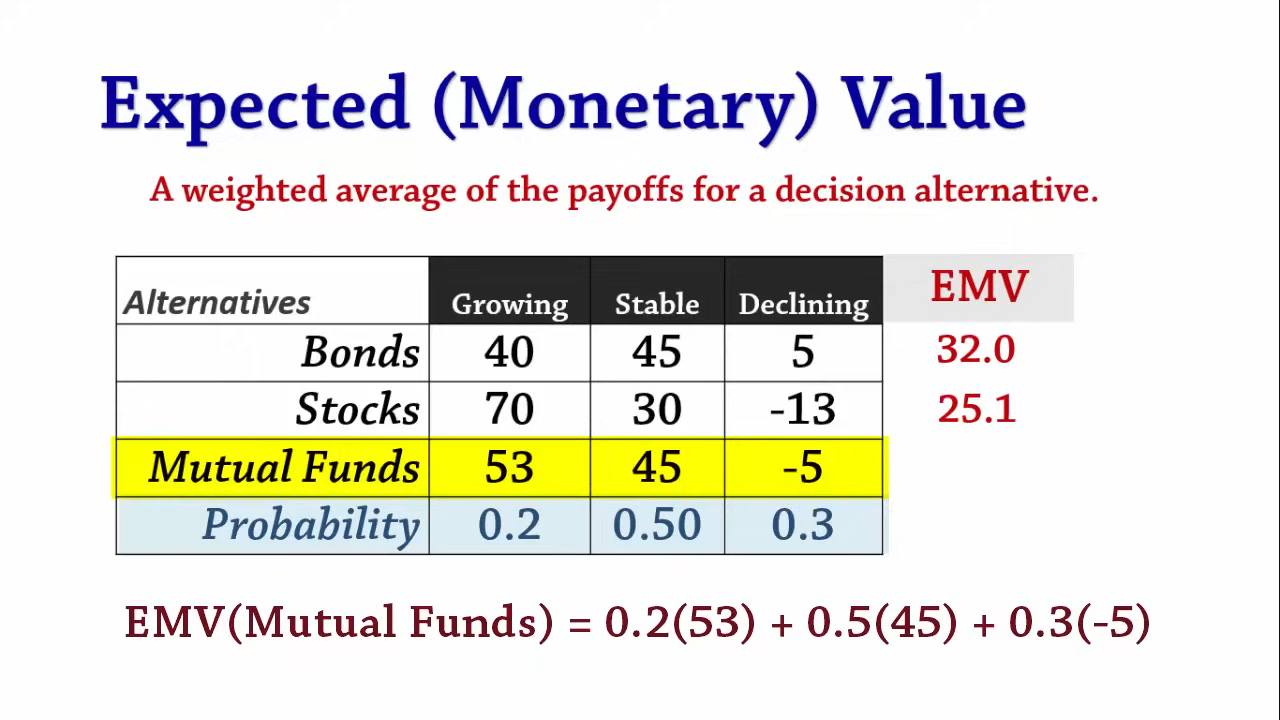 Expected (Monetary) Value
A weighted average of the payoffs for a decision alternative.
Alternatives Growing Stable Declining EMV
Bonds 40 45 5 32.0
Stocks 70 30 -13 25.1
Mutual Funds 53 45 -5
Probability 0.2 0.50 0.3
EMV(Mutual Funds) = 0.2(53) + 0.5(45) + 0.3(-5)